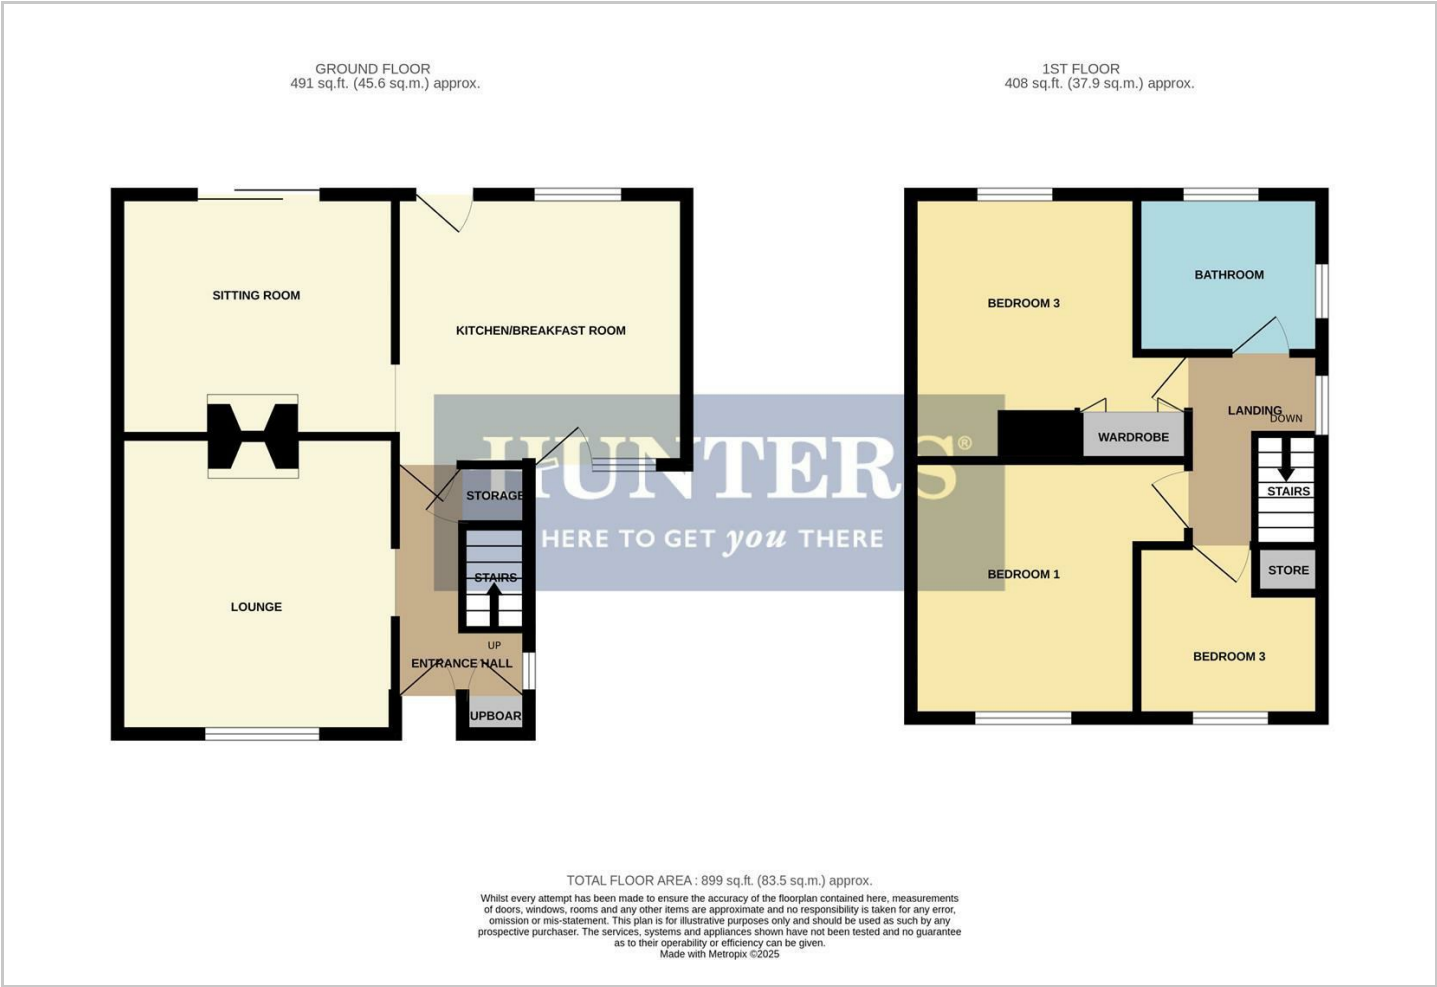 GROUND FLOOR
491 sq.ft. (45.6 sq.m.) approx.
1ST FLOOR
408 sq.ft. (37.9 sq.m.) approx.
SITTING ROOM
KITCHEN/BREAKFAST ROOM
STORAGE
STAIRS
LOUNGE
UP
ENTRANCE HALL
UPBOAR
BEDROOM 3
BATHROOM
LANDING
DOWN
WARDROBE
STAIRS
BEDROOM 1
STORE
BEDROOM 3
HUNTERS®
HERE TO GET you THERE
TOTAL FLOOR AREA : 899 sq.ft. (83.5 sq.m.) approx.
Whilst every attempt has been made to ensure the accuracy of the floorplan contained here, measurements
of doors, windows, rooms and any other items are approximate and no responsibility is taken for any error,
omission or mis-statement. This plan is for illustrative purposes only and should be used as such by any
prospective purchaser. The services, systems and appliances shown have not been tested and no guarantee
as to their operability or efficiency can be given.
Made with Metropix ©2025